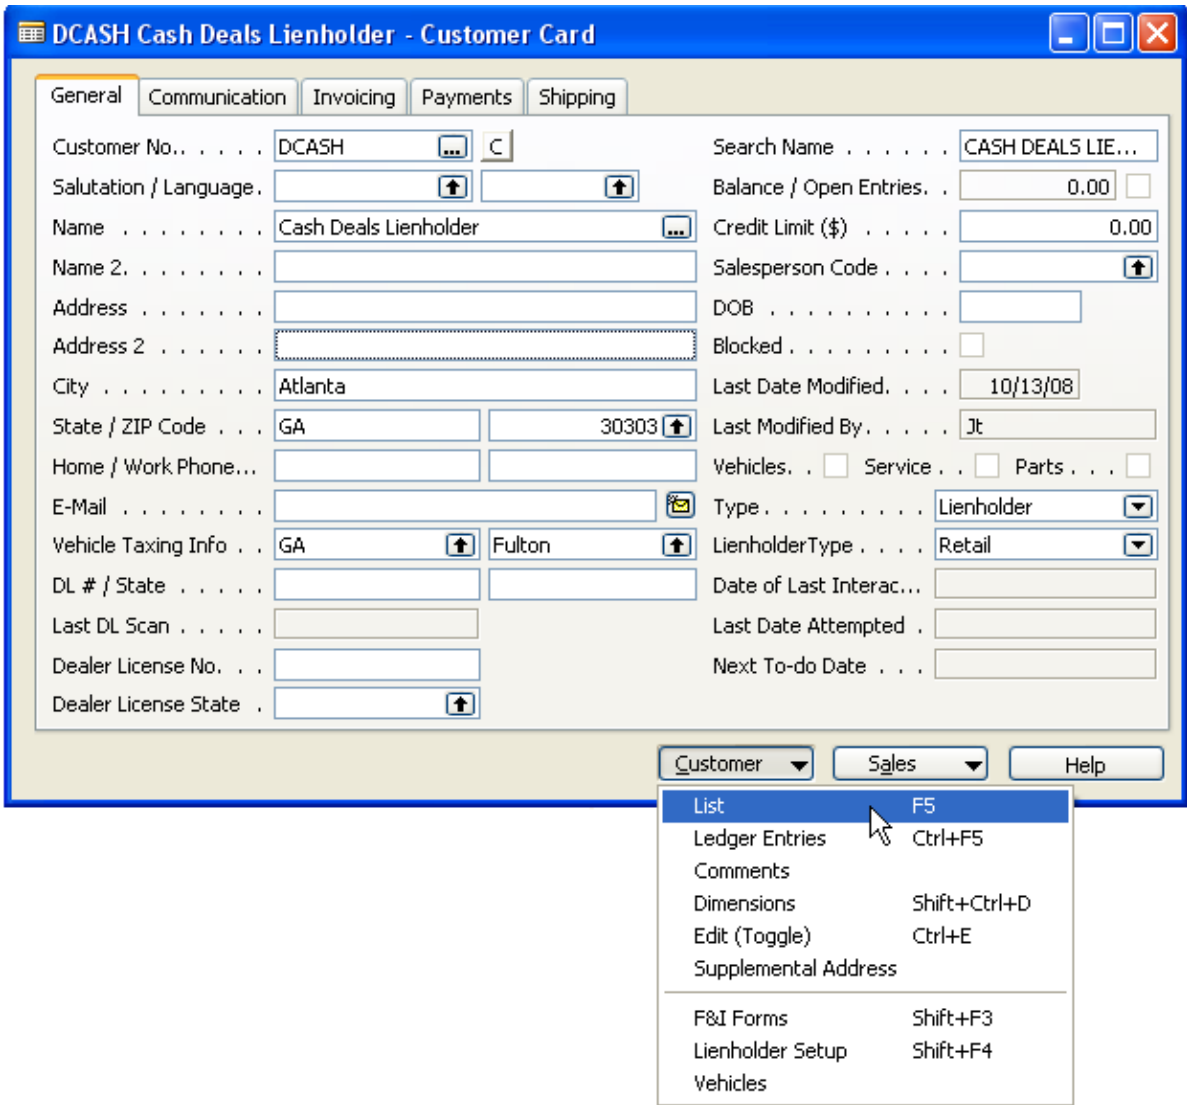 DCASH Cash Deals Lienholder - Customer Card
General Communication Invoicing Payments Shipping
Customer No.. . . . . DCASH ... C Search Name . . . . . . CASH DEALS LIE...
Salutation / Language. Balance / Open Entries. . 0.00
Name . . . . . . . . Cash Deals Lienholder ... Credit Limit ($) . . . . . 0.00
Name 2. . . . . . . . Salesperson Code . . . .
Address . . . . . . . DOB . . . . . . . . . .
Address 2 . . . . . . Blocked . . . . . . . . .
City . . . . . . . . . Atlanta Last Date Modified. . . . 10/13/08
State / ZIP Code . . . GA 30303 Last Modified By. . . . . Jt
Home / Work Phone... Vehicles. . Service . . Parts . . .
E-Mail . . . . . . . . Type. . . . . . . . . Lienholder
Vehicle Taxing Info . . GA Fulton LienholderType . . . . Retail
DL # / State . . . . . Date of Last Interac...
Last DL Scan . . . . . Last Date Attempted .
Dealer License No. . . Next To-do Date . . .
Dealer License State .
Customer Sales Help
List F5
Ledger Entries Ctrl+F5
Comments
Dimensions Shift+Ctrl+D
Edit (Toggle) Ctrl+E
Supplemental Address
F&I Forms Shift+F3
Lienholder Setup Shift+F4
Vehicles